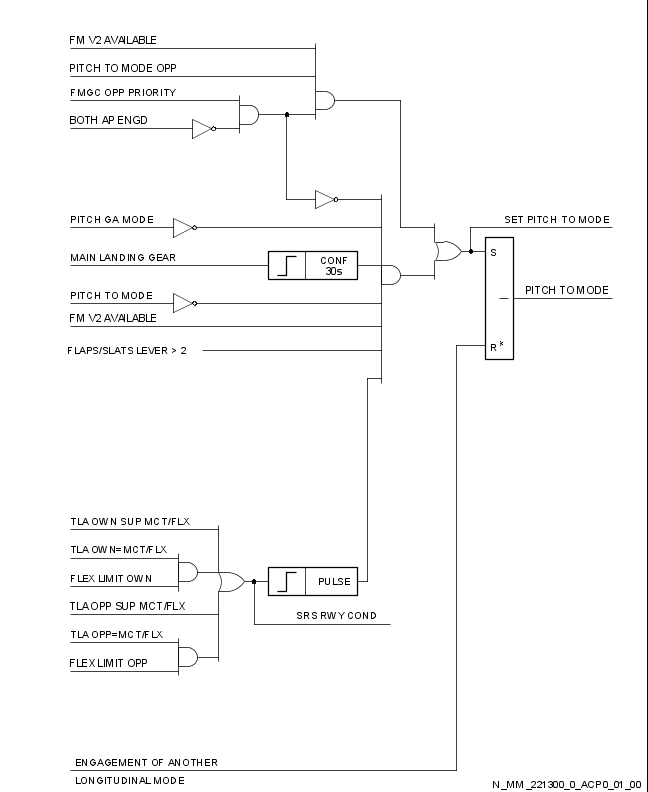 FM V2 AVAILABLE
PITCH TO MODE OPP
FMGC OPP PRIORITY
BOTH AP ENGD
PITCH GA MODE
SET PITCH TO MODE
MAIN LANDING GEAR
CONF
30s
S
PITCH TO MODE
PITCH TO MODE
FM V2 AVAILABLE
FLAPS/SLATS LEVER > 2
R*
TLA OWN SUP MCT/FLX
TLA OWN=MCT/FLX
FLEX LIMIT OWN
PULSE
TLA OPP SUP MCT/FLX
SRS RWY COND
TLA OPP=MCT/FLX
FLEX LIMIT OPP
ENGAGEMENT OF ANOTHER
LONGITUDINAL MODE
N_MM_221300_0_ACP0_01_00